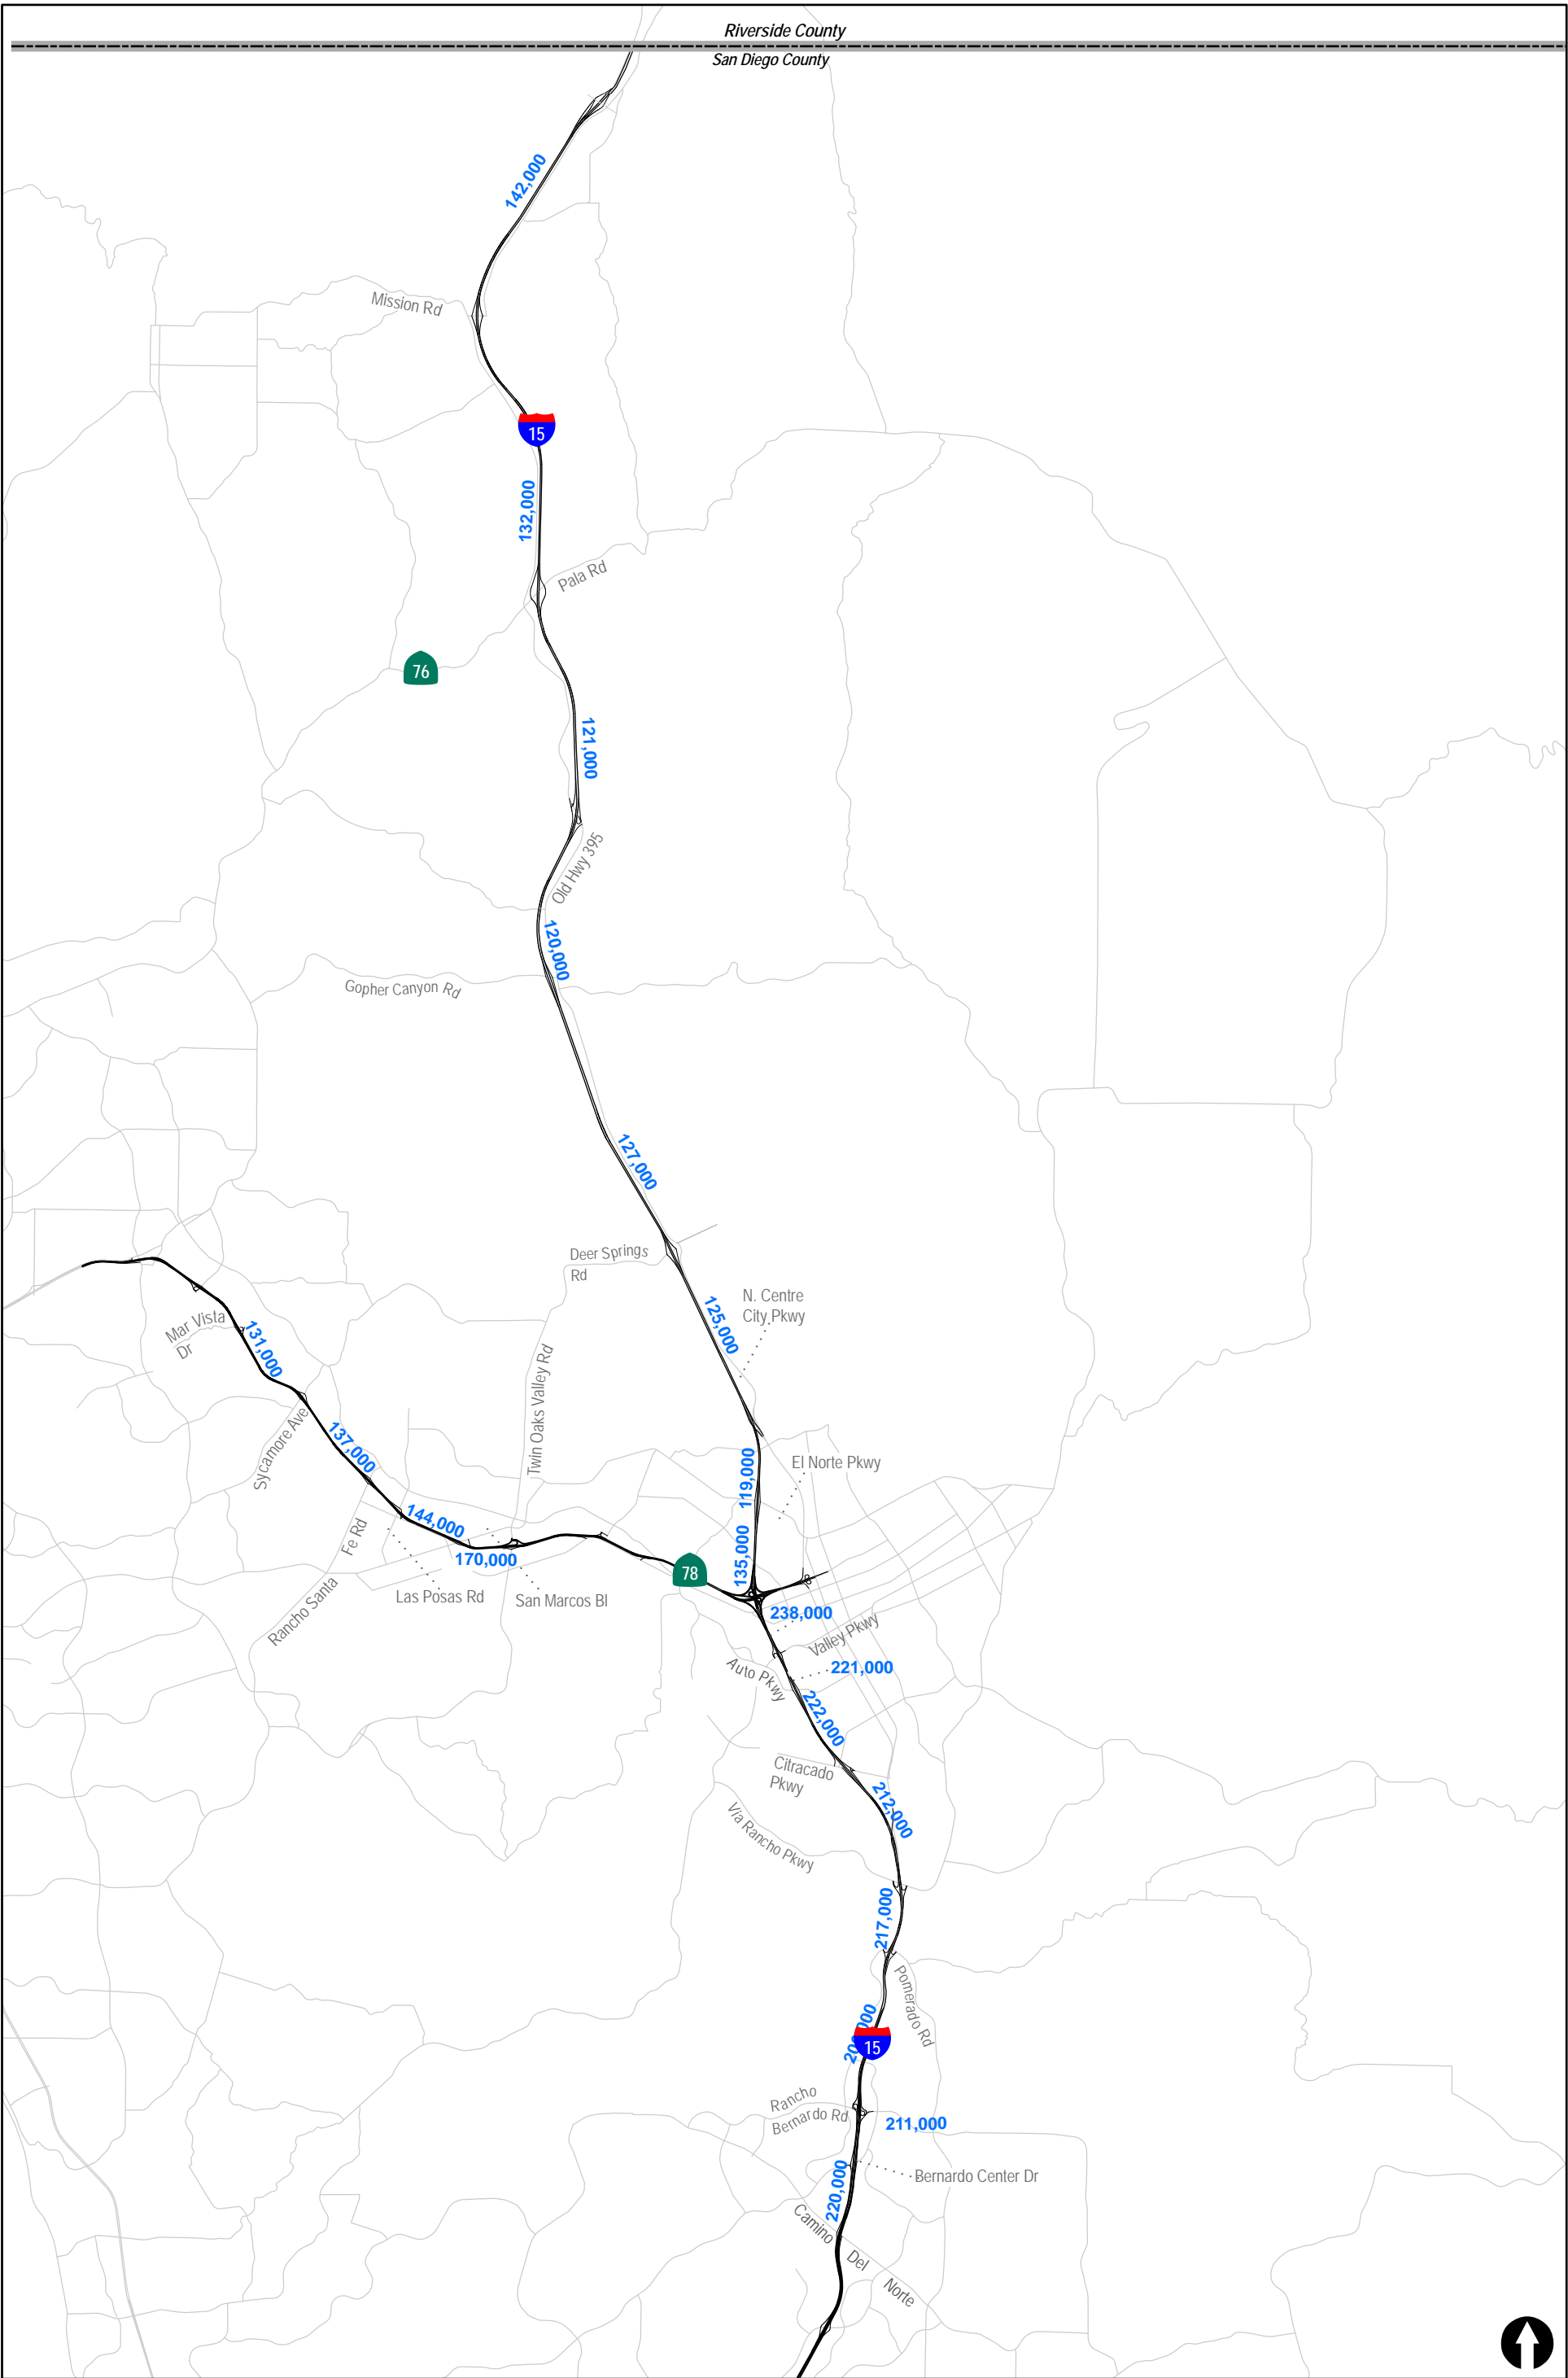 Riverside County
San Diego County
142,000
Mission Rd
15
132,000
Pala Rd
76
121,000
Old Hwy 395
120,000
Gopher Canyon Rd
127,000
Deer Springs
Rd
N. Centre
City Pkwy
125,000
Mar Vista
Dr
131,000
Twin Oaks Valley Rd
Sycamore Ave
137,000
119,000
El Norte Pkwy
144,000
Fe Rd
Rancho Santa
170,000
135,000
78
Las Posas Rd
San Marcos Bl
238,000
Valley Pkwy
221,000
Auto Pkwy
222,000
Citracado
Pkwy
212,000
Via Rancho Pkwy
217,000
Pomerado Rd
15
Rancho
Bernardo Rd
211,000
Bernardo Center Dr
220,000
Camino
Del
Norte